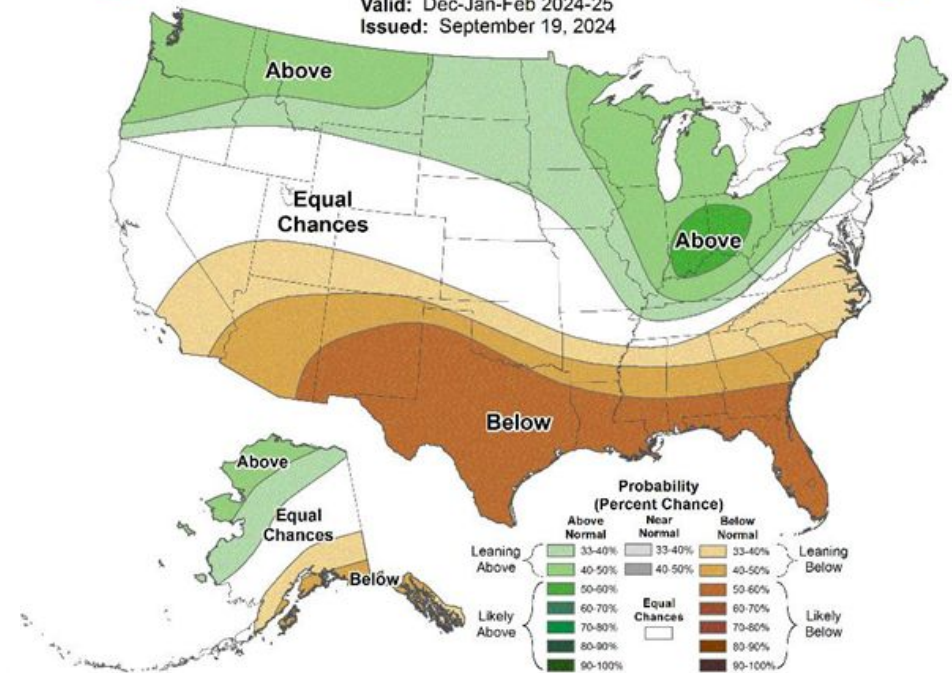 Valid: Dec-Jan-Feb 2024-25
Issued: September 19, 2024
Above
Equal
Chances
Above
Below
Above
Equal
Chances
Below
Probability
(Percent Chance)
Above
Normal
Near
Normal
Below
Normal
Leaning
Above
33-40%
33-40%
33-40%
Leaning
Below
40-50%
40-50%
40-50%
Likely
Above
50-60%
50-60%
Likely
Below
60-70%
60-70%
70-80%
70-80%
80-90%
80-90%
90-100%
90-100%
Equal
Chances